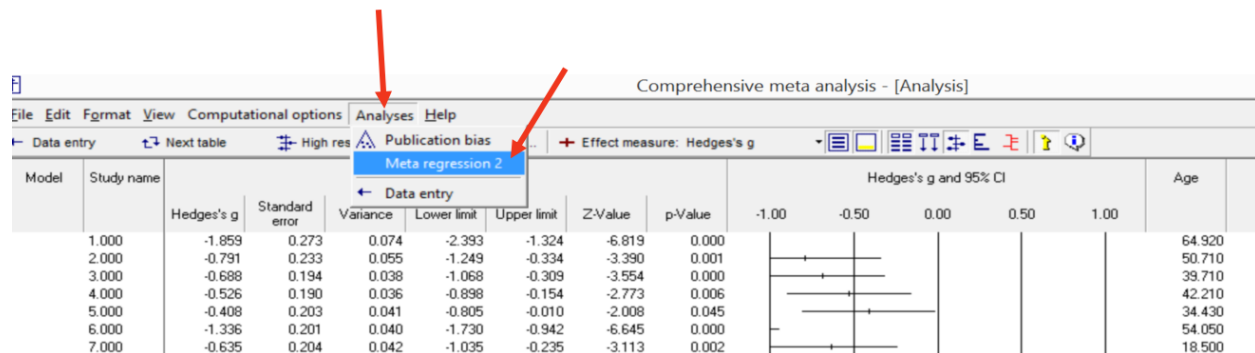 Comprehensive meta analysis - [Analysis]
File Edit Format View Computational options Analyses Help
Data entry Next table High res Publication bias .. Effect measure: Hedges's g
Meta regression 2
Data entry
Model Study name Hedges's g and 95% CI Age
Hedges's g Standard error Variance Lower limit Upper limit Z-Value p-Value -1.00 -0.50 0.00 0.50 1.00
1.000 -1.859 0.273 0.074 -2.393 -1.324 -6.819 0.000 64.920
2.000 -0.791 0.233 0.055 -1.249 -0.334 -3.390 0.001 50.710
3.000 -0.688 0.194 0.038 -1.068 -0.309 -3.554 0.000 39.710
4.000 -0.526 0.190 0.036 -0.898 -0.154 -2.773 0.006 42.210
5.000 -0.408 0.203 0.041 -0.805 -0.010 -2.008 0.045 34.430
6.000 -1.336 0.201 0.040 -1.730 -0.942 -6.645 0.000 54.050
7.000 -0.635 0.204 0.042 -1.035 -0.235 -3.113 0.002 18.500